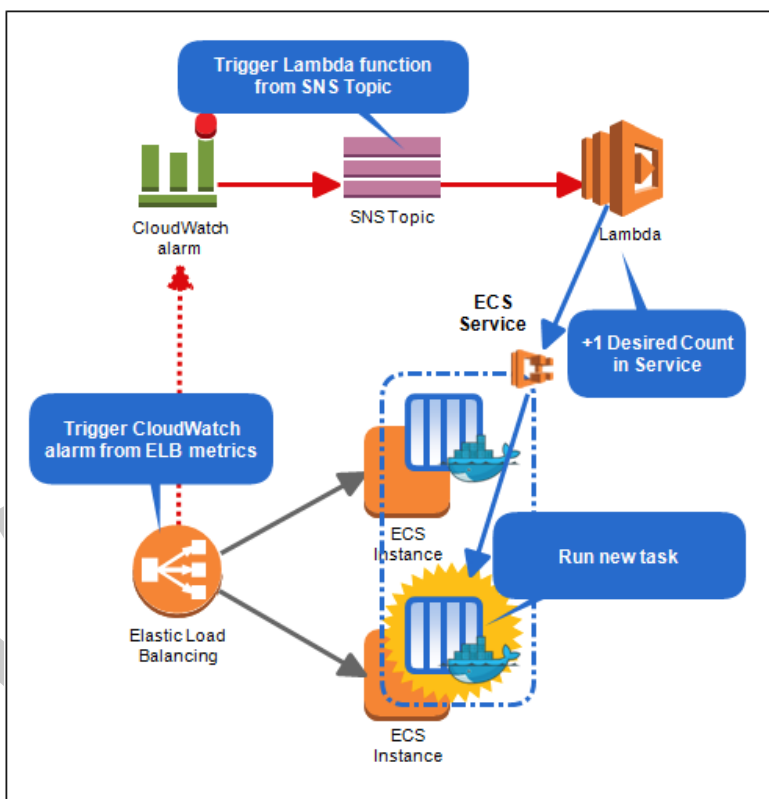 Trigger Lambda function
from SNS Topic
CloudWatch
alarm
SNS Topic
Lambda
ECS
Service
+1 Desired Count
in Service
Trigger CloudWatch
alarm from ELB metrics
ECS
Instance
Run new task
Elastic Load
Balancing
ECS
Instance